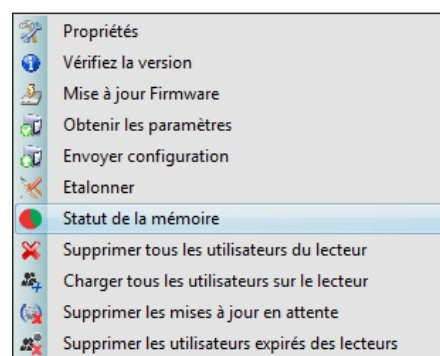 Propriétés
Vérifiez la version
Mise à jour Firmware
Obtenir les paramètres
Envoyer configuration
Etalonner
Statut de la mémoire
Supprimer tous les utilisateurs du lecteur
Charger tous les utilisateurs sur le lecteur
Supprimer les mises à jour en attente
Supprimer les utilisateurs expirés des lecteurs